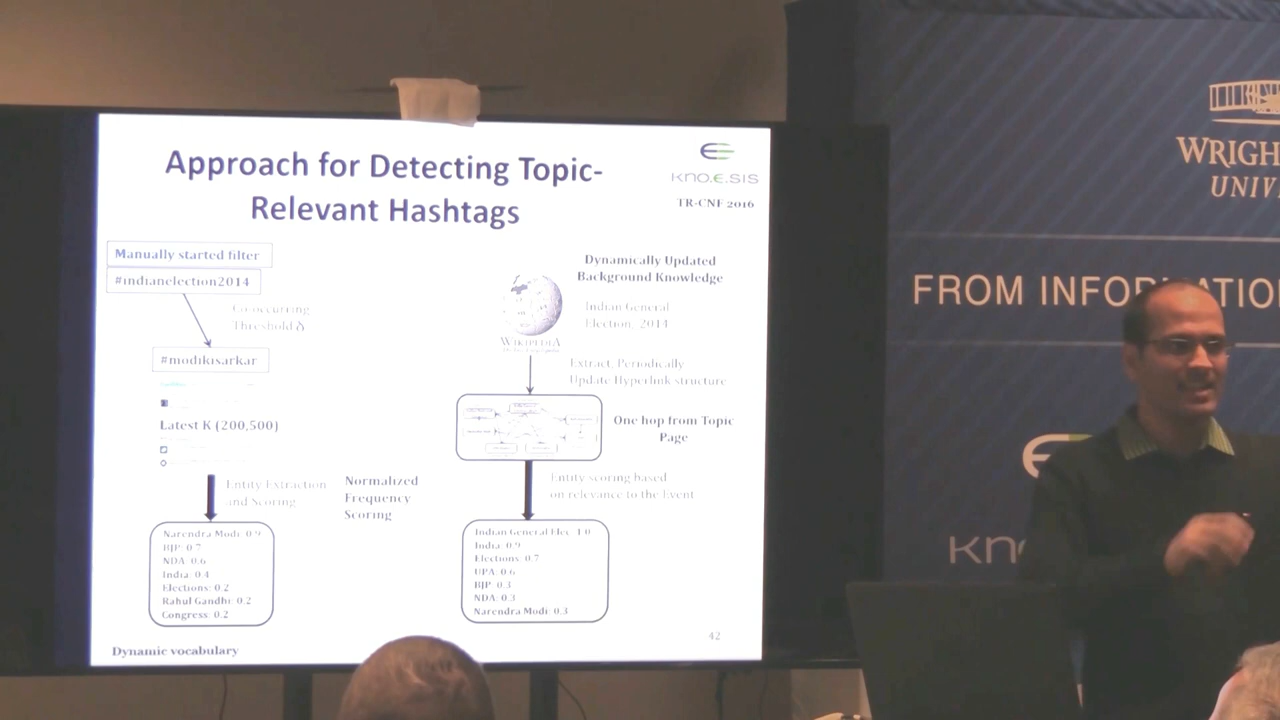 Approach for Detecting Topic-
Relevant Hashtags
KNO.E.SIS
TR-CNF 2016
Manually started filter
#indianelection2014
Co-occurring
Threshold δ
#modikisarkar
Latest K (200,500)
Entity Extraction
and Scoring
Normalized
Frequency
Scoring
Narendra Modi: 0.9
BJP: 0.7
NDA: 0.6
India: 0.4
Elections: 0.2
Rahul Gandhi: 0.2
Congress: 0.2
Dynamic vocabulary
Dynamically Updated
Background Knowledge
WIKIPEDIA
Indian General
Election, 2014
Extract, Periodically
Update Hyperlink structure
One hop from Topic
Page
Entity scoring based
on relevance to the Event
Indian General Elec: 1.0
India: 0.9
Elections: 0.7
UPA: 0.6
BJP: 0.3
NDA: 0.3
Narendra Modi: 0.3
42
WRIGH
UNIV
FROM INFORMATIO
kno